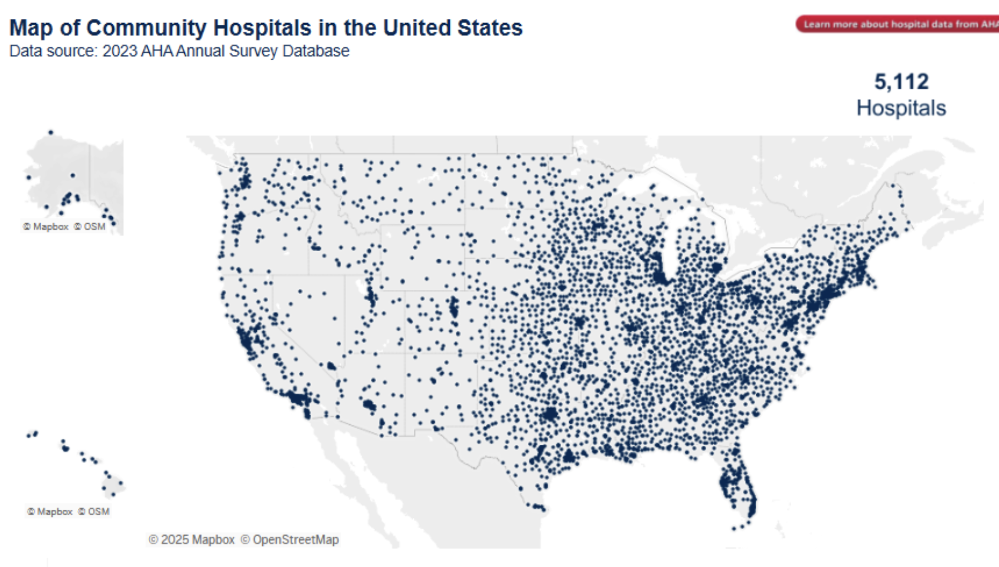 Map of Community Hospitals in the United States
Learn more about hospital data from AHA
Data source: 2023 AHA Annual Survey Database
5,112
Hospitals
© Mapbox © OSM
© Mapbox © OSM
© 2025 Mapbox © OpenStreetMap